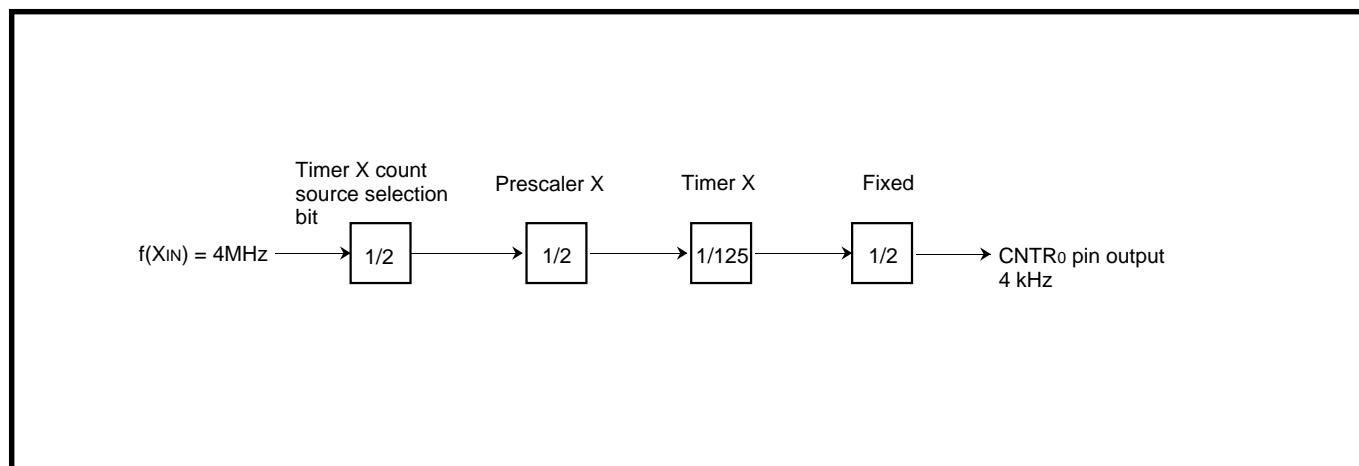 Timer X count
source selection
bit
Prescaler X
Timer X
Fixed
f(XIN) = 4MHz
1/2
1/2
1/125
1/2
CNTR0 pin output
4 kHz